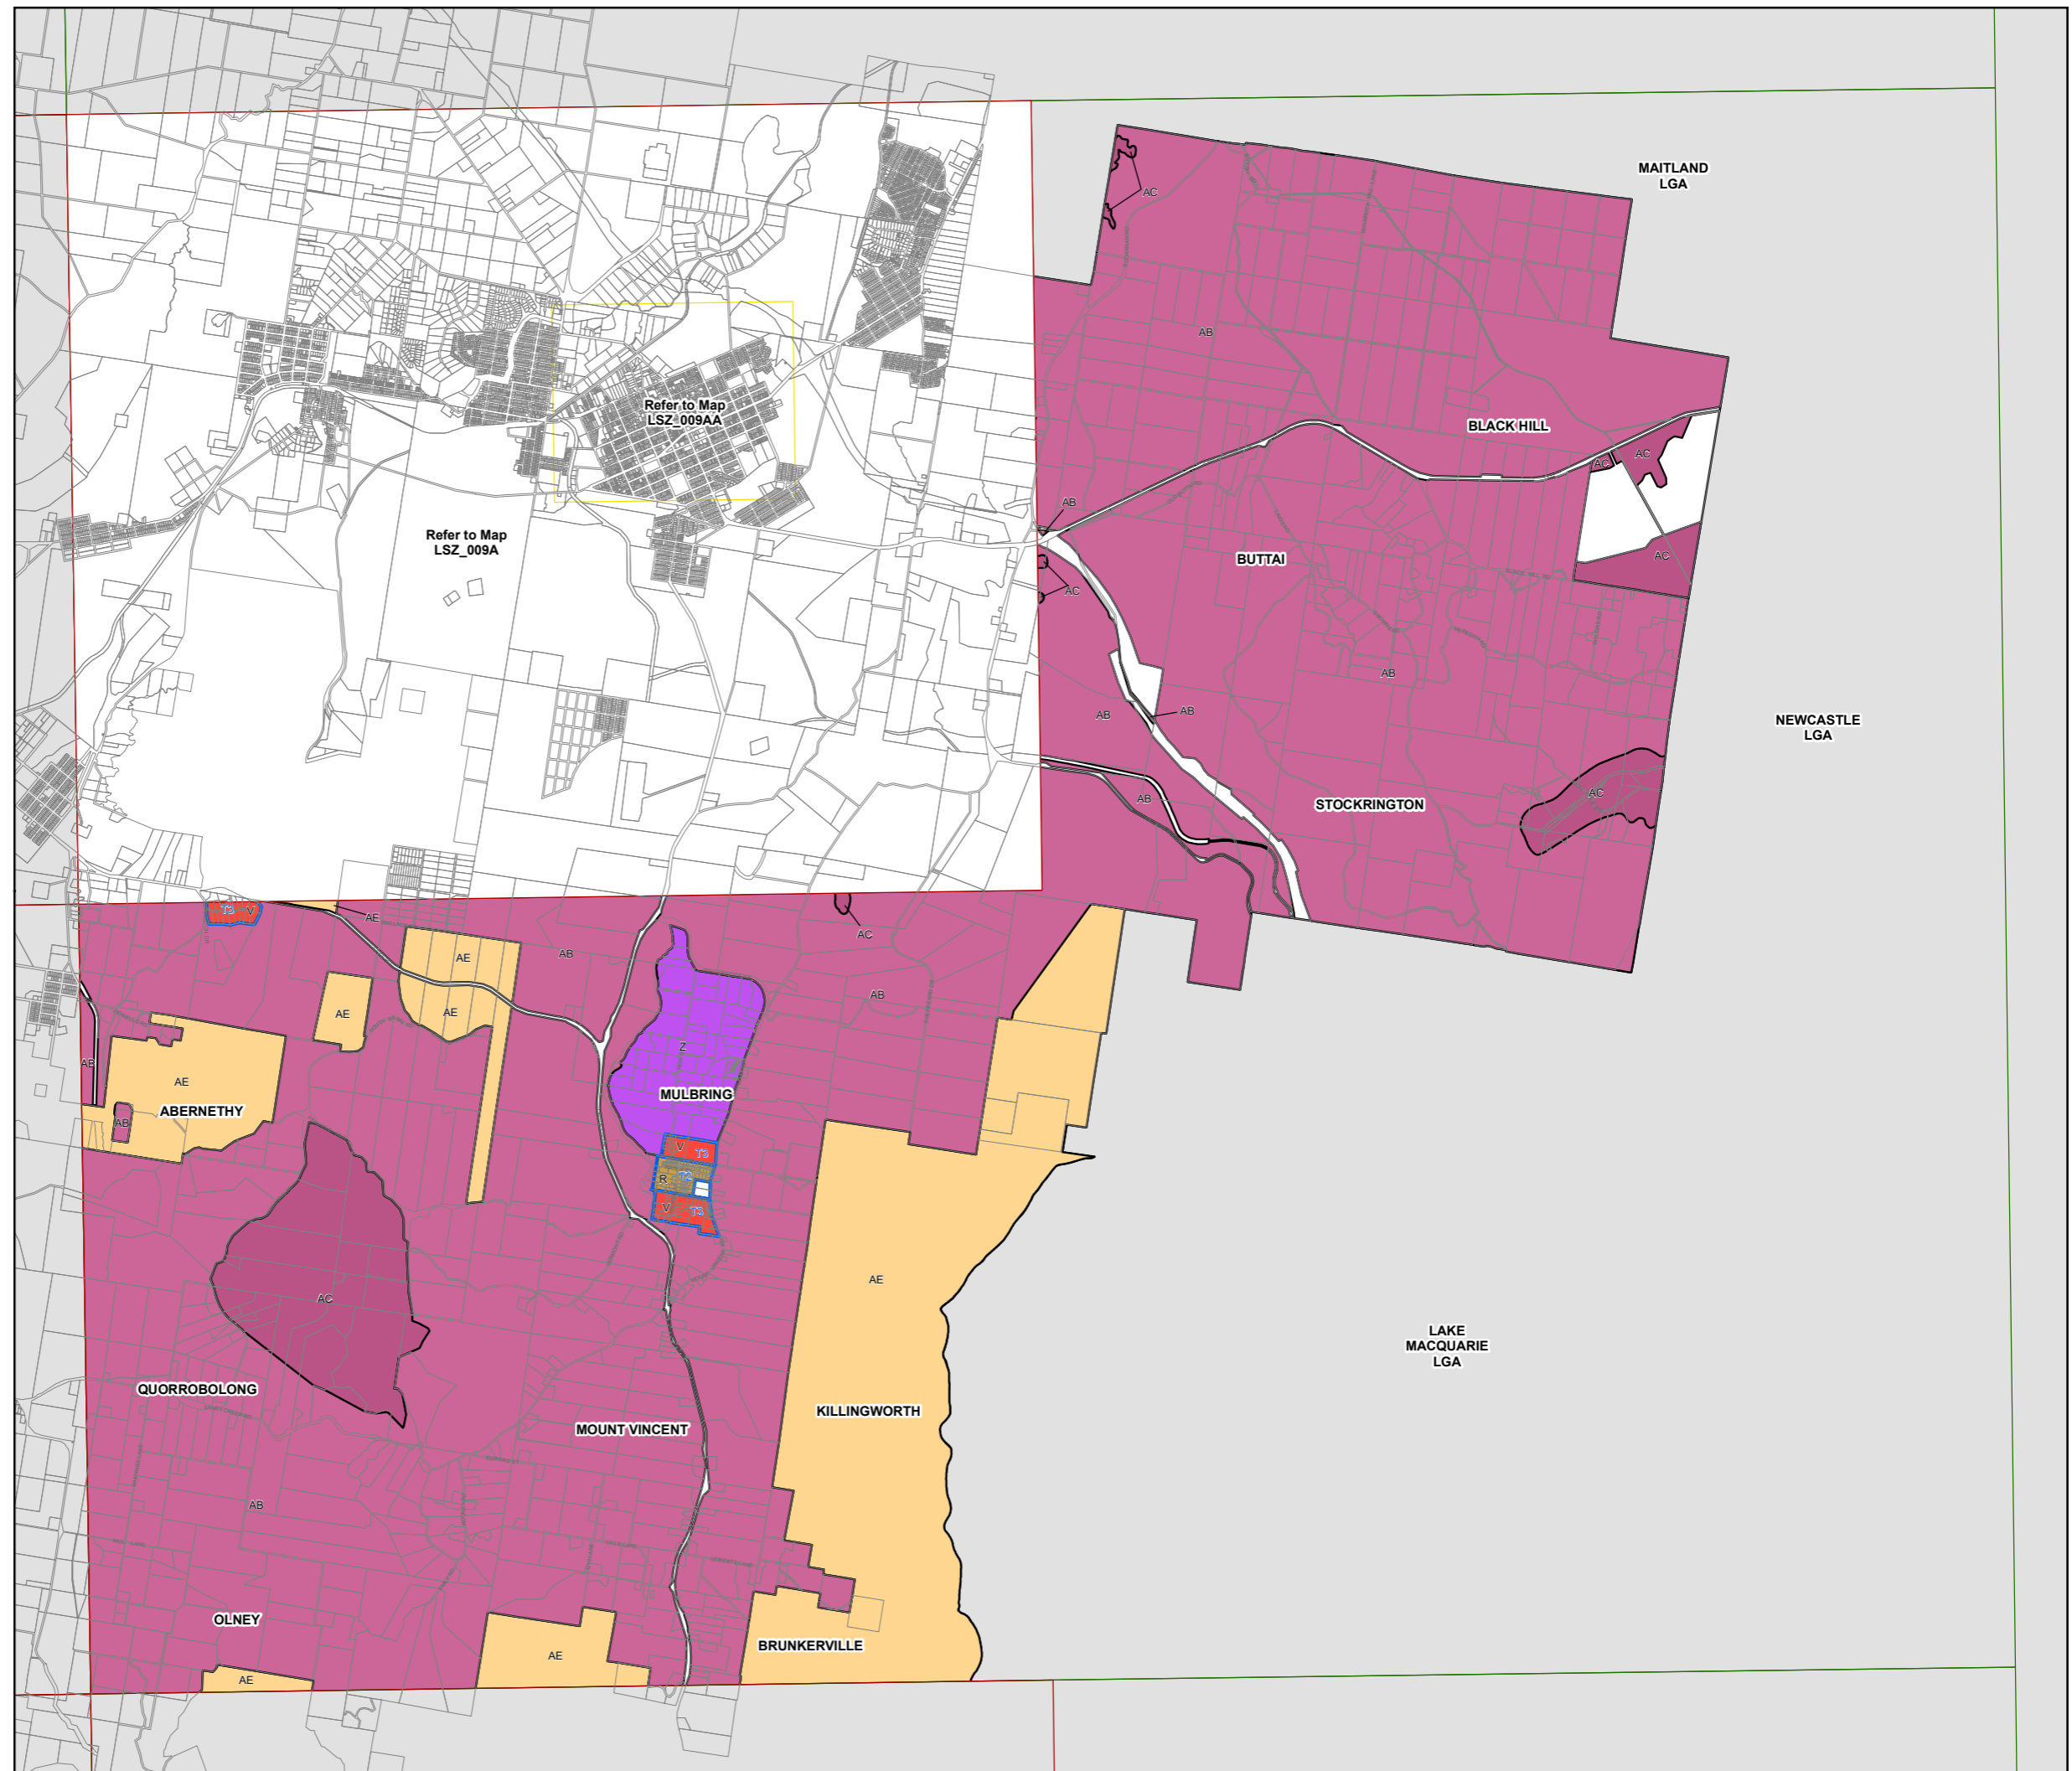 MAITLAND
LGA
AC
AB
Refer to Map
LSZ_009AA
BLACK HILL
AC
AC
AB
Refer to Map
LSZ_009A
BUTTAI
AC
AC
AB
AB
AB
NEWCASTLE
LGA
AC
AB
STOCKRINGTON
T3
V
AE
AC
AB
AE
AB
AE
AE
Z
AB
AE
MULBRING
ABERNETHY
AB
V
T3
R
V
T3
AE
AC
LAKE
MACQUARIE
LGA
QUORROBOLONG
KILLINGWORTH
MOUNT VINCENT
AB
OLNEY
BRUNKERVILLE
AE
AE